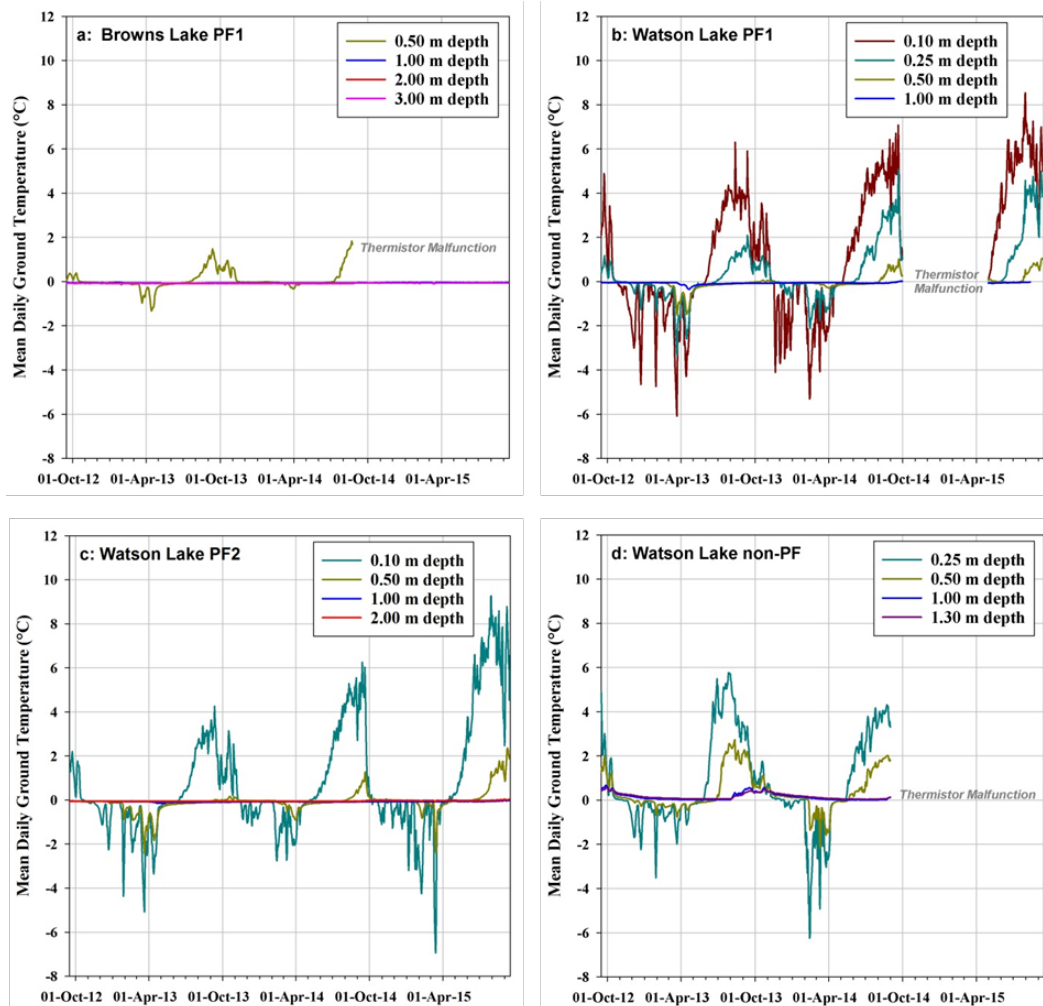 a: Browns Lake PF1
0.50 m depth
1.00 m depth
2.00 m depth
3.00 m depth
Mean Daily Ground Temperature (°C)
12
10
8
6
4
2
0
-2
-4
-6
-8
Thermistor Malfunction
01-Oct-12 01-Apr-13 01-Oct-13 01-Apr-14 01-Oct-14 01-Apr-15
b: Watson Lake PF1
0.10 m depth
0.25 m depth
0.50 m depth
1.00 m depth
Mean Daily Ground Temperature (°C)
12
10
8
6
4
2
0
-2
-4
-6
-8
Thermistor
Malfunction
01-Oct-12 01-Apr-13 01-Oct-13 01-Apr-14 01-Oct-14 01-Apr-15
c: Watson Lake PF2
0.10 m depth
0.50 m depth
1.00 m depth
2.00 m depth
Mean Daily Ground Temperature (°C)
12
10
8
6
4
2
0
-2
-4
-6
-8
01-Oct-12 01-Apr-13 01-Oct-13 01-Apr-14 01-Oct-14 01-Apr-15
d: Watson Lake non-PF
0.25 m depth
0.50 m depth
1.00 m depth
1.30 m depth
Mean Daily Ground Temperature (°C)
12
10
8
6
4
2
0
-2
-4
-6
-8
Thermistor Malfunction
01-Oct-12 01-Apr-13 01-Oct-13 01-Apr-14 01-Oct-14 01-Apr-15